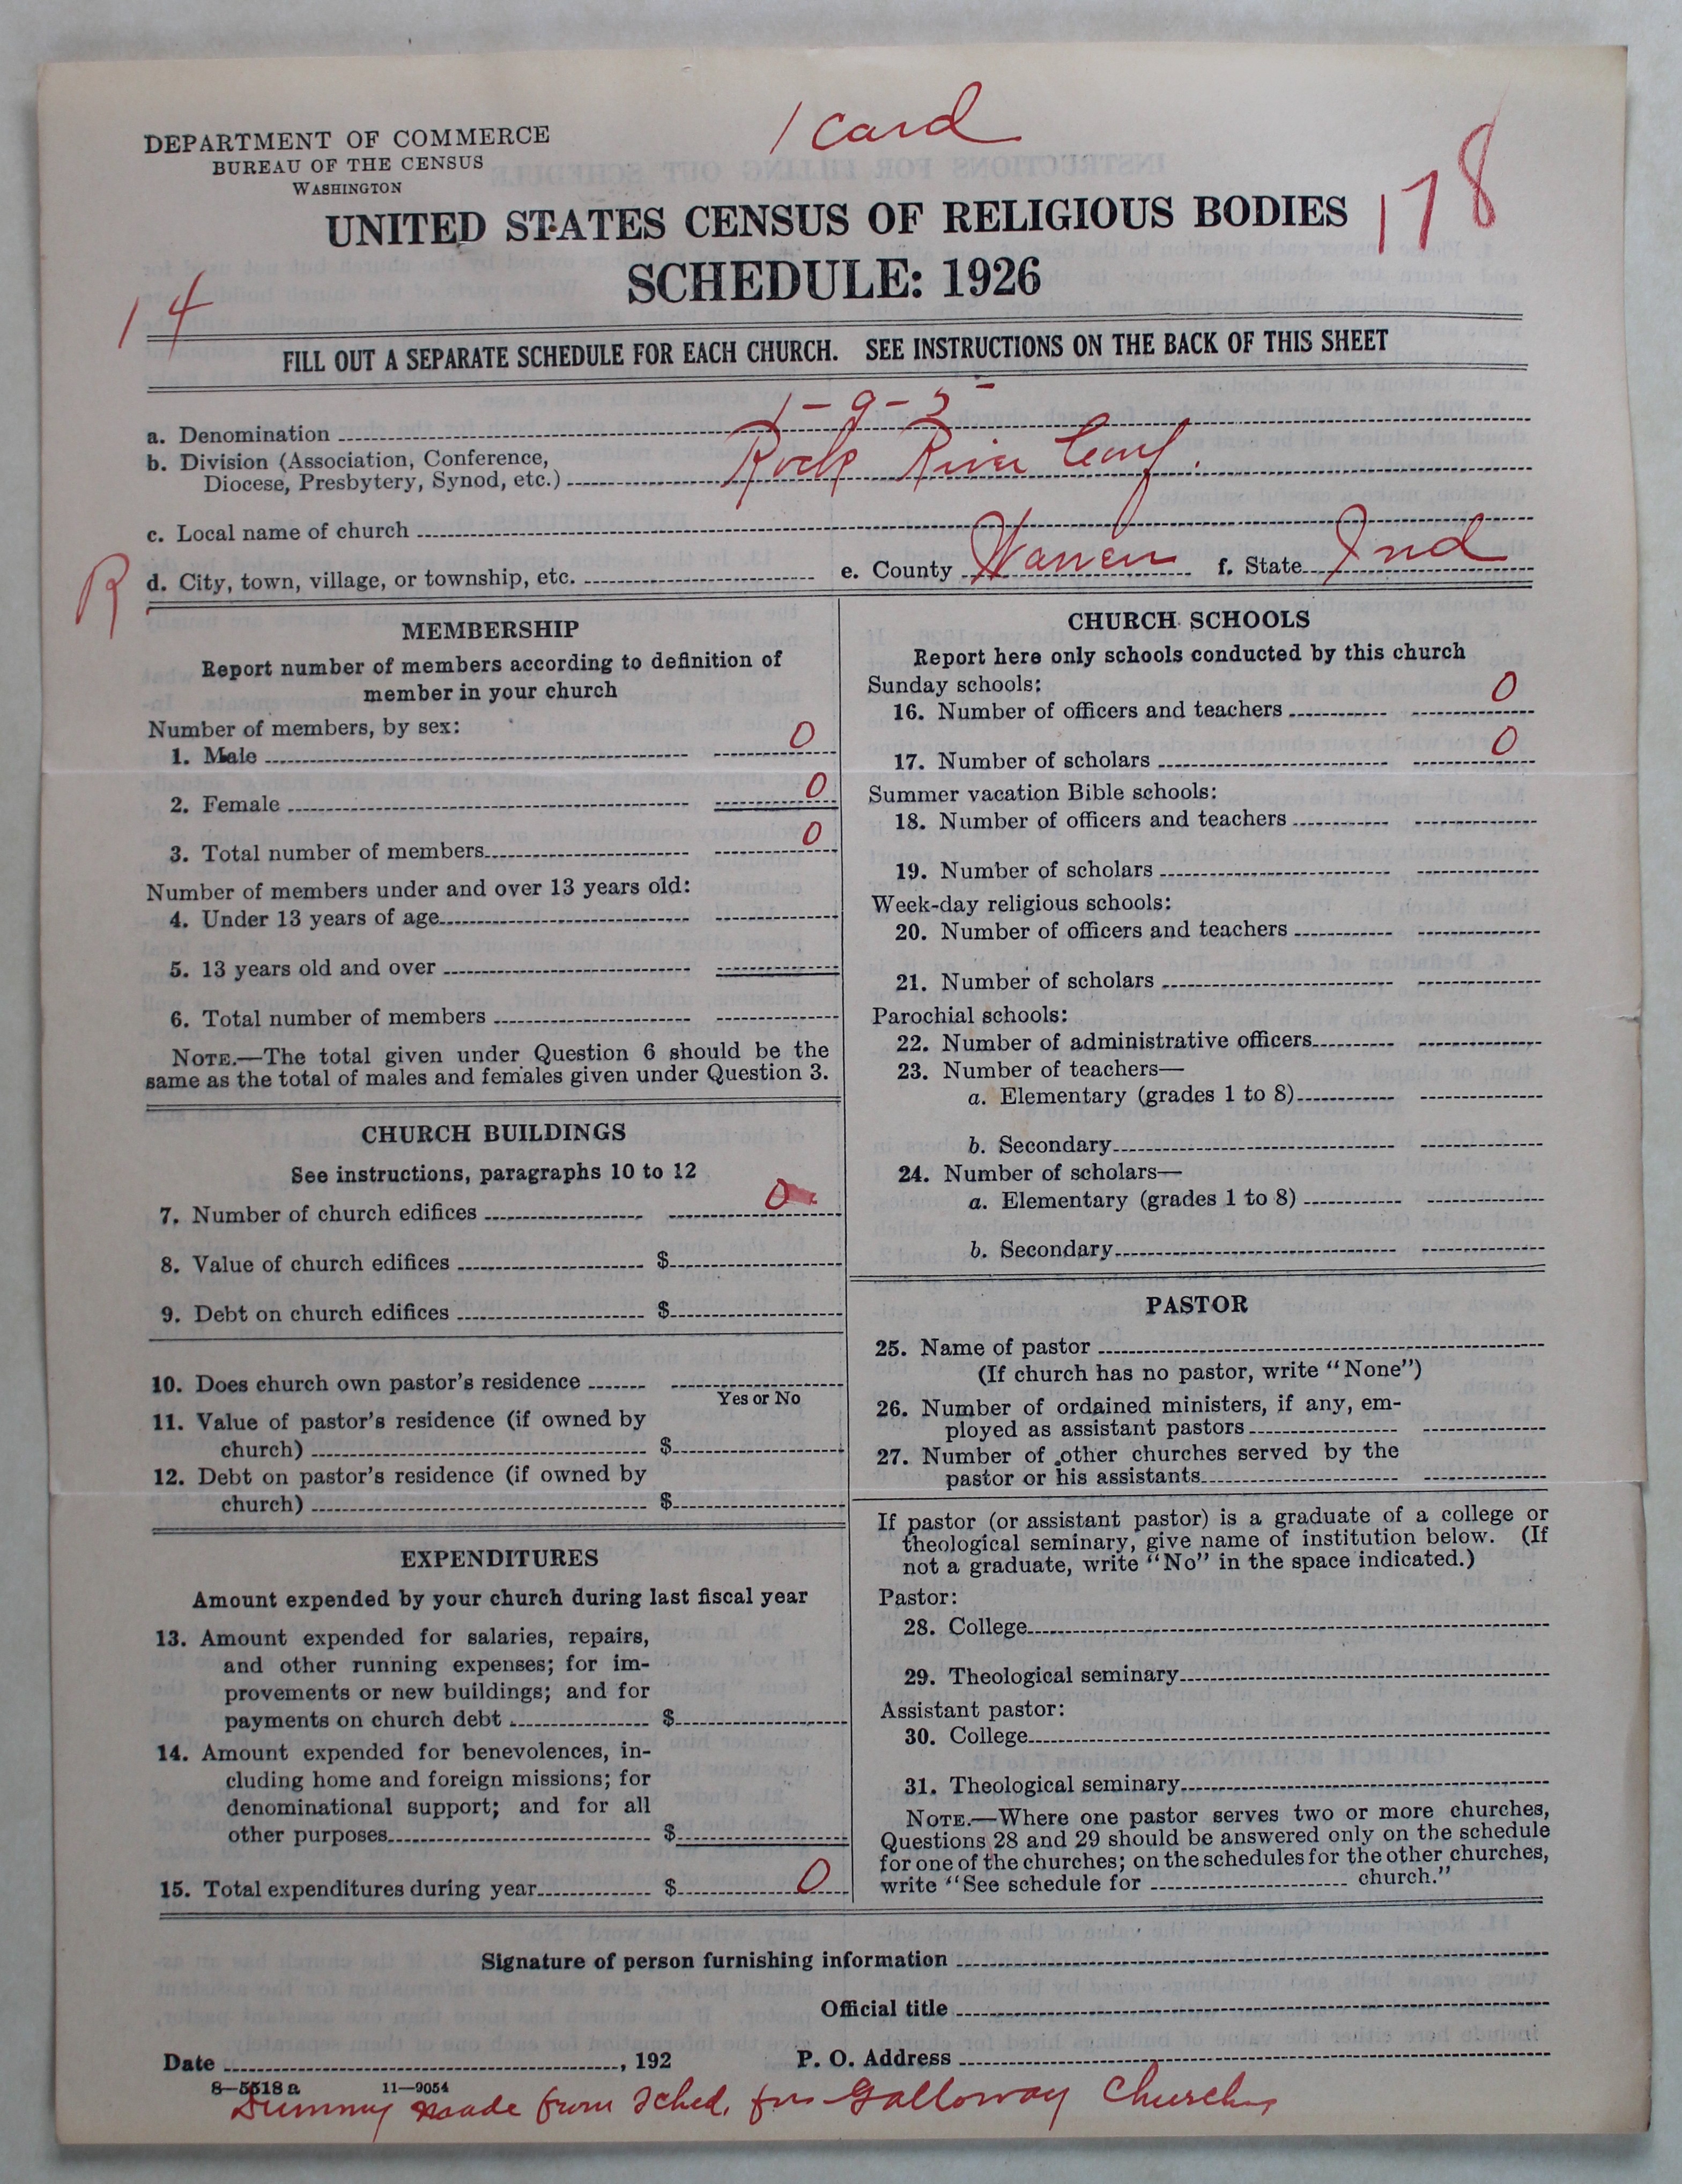 1 Card
DEPARTMENT OF COMMERCE
BUREAU OF THE CENSUS
WASHINGTON
178
UNITED STATES CENSUS OF RELIGIOUS BODIES
SCHEDULE: 1926
14
FILL OUT A SEPARATE SCHEDULE FOR EACH CHURCH. SEE INSTRUCTIONS ON THE BACK OF THIS SHEET
a. Denomination 1-9-5
b. Division (Association, Conference,
Diocese, Presbytery, Synod, etc.) Rock River Conf.
c. Local name of church
R
d. City, town, village, or township, etc. e. County Warren f. State Ind
MEMBERSHIP
Report number of members according to definition of
member in your church
Number of members, by sex:
1. Male 0
2. Female 0
3. Total number of members 0
Number of members under and over 13 years old:
4. Under 13 years of age
5. 13 years old and over
6. Total number of members
NOTE.—The total given under Question 6 should be the
same as the total of males and females given under Question 3.
CHURCH BUILDINGS
See instructions, paragraphs 10 to 12
7. Number of church edifices 0
8. Value of church edifices $
9. Debt on church edifices $
10. Does church own pastor's residence
Yes or No
11. Value of pastor's residence (if owned by
church) $
12. Debt on pastor's residence (if owned by
church) $
EXPENDITURES
Amount expended by your church during last fiscal year
13. Amount expended for salaries, repairs,
and other running expenses; for im-
provements or new buildings; and for
payments on church debt $
14. Amount expended for benevolences, in-
cluding home and foreign missions; for
denominational support; and for all
other purposes $
15. Total expenditures during year $ 0
CHURCH SCHOOLS
Report here only schools conducted by this church
Sunday schools:
16. Number of officers and teachers 0
17. Number of scholars 0
Summer vacation Bible schools:
18. Number of officers and teachers
19. Number of scholars
Week-day religious schools:
20. Number of officers and teachers
21. Number of scholars
Parochial schools:
22. Number of administrative officers
23. Number of teachers—
a. Elementary (grades 1 to 8)
b. Secondary
24. Number of scholars—
a. Elementary (grades 1 to 8)
b. Secondary
PASTOR
25. Name of pastor
(If church has no pastor, write "None")
26. Number of ordained ministers, if any, em-
ployed as assistant pastors
27. Number of other churches served by the
pastor or his assistants
If pastor (or assistant pastor) is a graduate of a college or
theological seminary, give name of institution below. (If
not a graduate, write "No" in the space indicated.)
Pastor:
28. College
29. Theological seminary
Assistant pastor:
30. College
31. Theological seminary
NOTE.—Where one pastor serves two or more churches,
Questions 28 and 29 should be answered only on the schedule
for one of the churches; on the schedules for the other churches,
write "See schedule for church."
Signature of person furnishing information
Official title
Date , 192 P. O. Address
8—5518 a 11—9054
Dummy made from sched. for Galloway Church